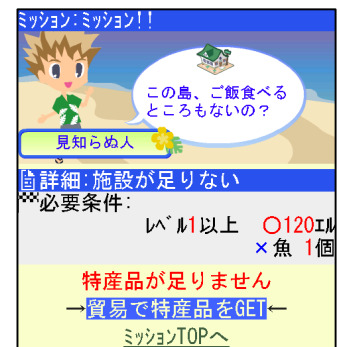 ミッション:ミッション!!
この島、ご飯食べる
ところもないの?
見知らぬ人
詳細:施設が足りない
必要条件:
ﾚﾍﾞﾙ1以上 ○120ｴﾙ
×魚 1個
特産品が足りません
→貿易で特産品をGET←
ﾐｯｼｮﾝTOPへ